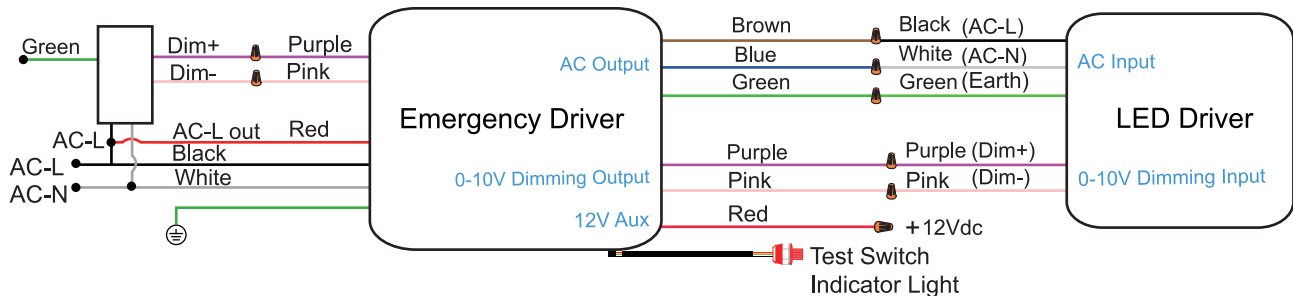 Green
Dim+
Purple
Dim-
Pink
AC-L
AC-L out
Red
AC-L
Black
AC-N
White
Emergency Driver
AC Output
0-10V Dimming Output
12V Aux
Brown
Black (AC-L)
Blue
White (AC-N)
Green
Green (Earth)
Purple
Purple (Dim+)
Pink
Pink (Dim-)
Red
+12Vdc
Test Switch
Indicator Light
AC Input
LED Driver
0-10V Dimming Input